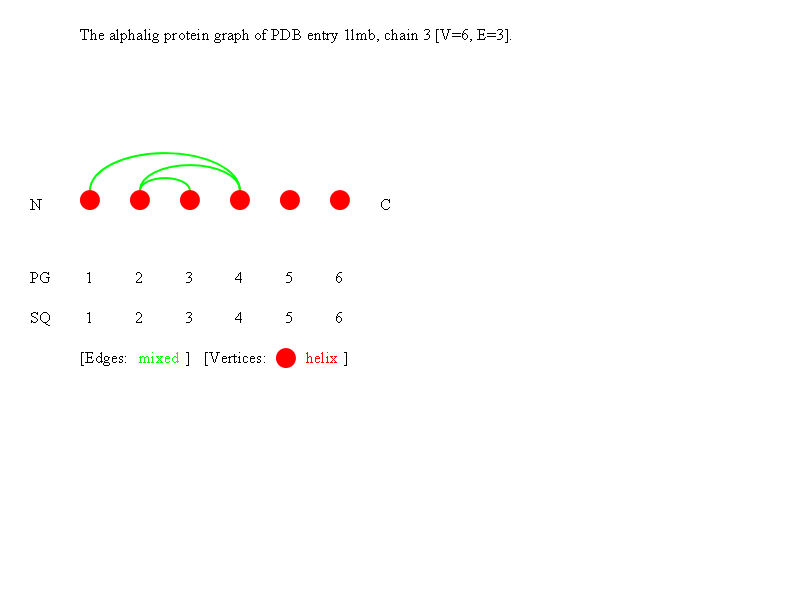 The alphalig protein graph of PDB entry 1lmb, chain 3 [V=6, E=3].
N C
PG 1 2 3 4 5 6
SQ 1 2 3 4 5 6
[Edges: mixed ] [Vertices: helix ]